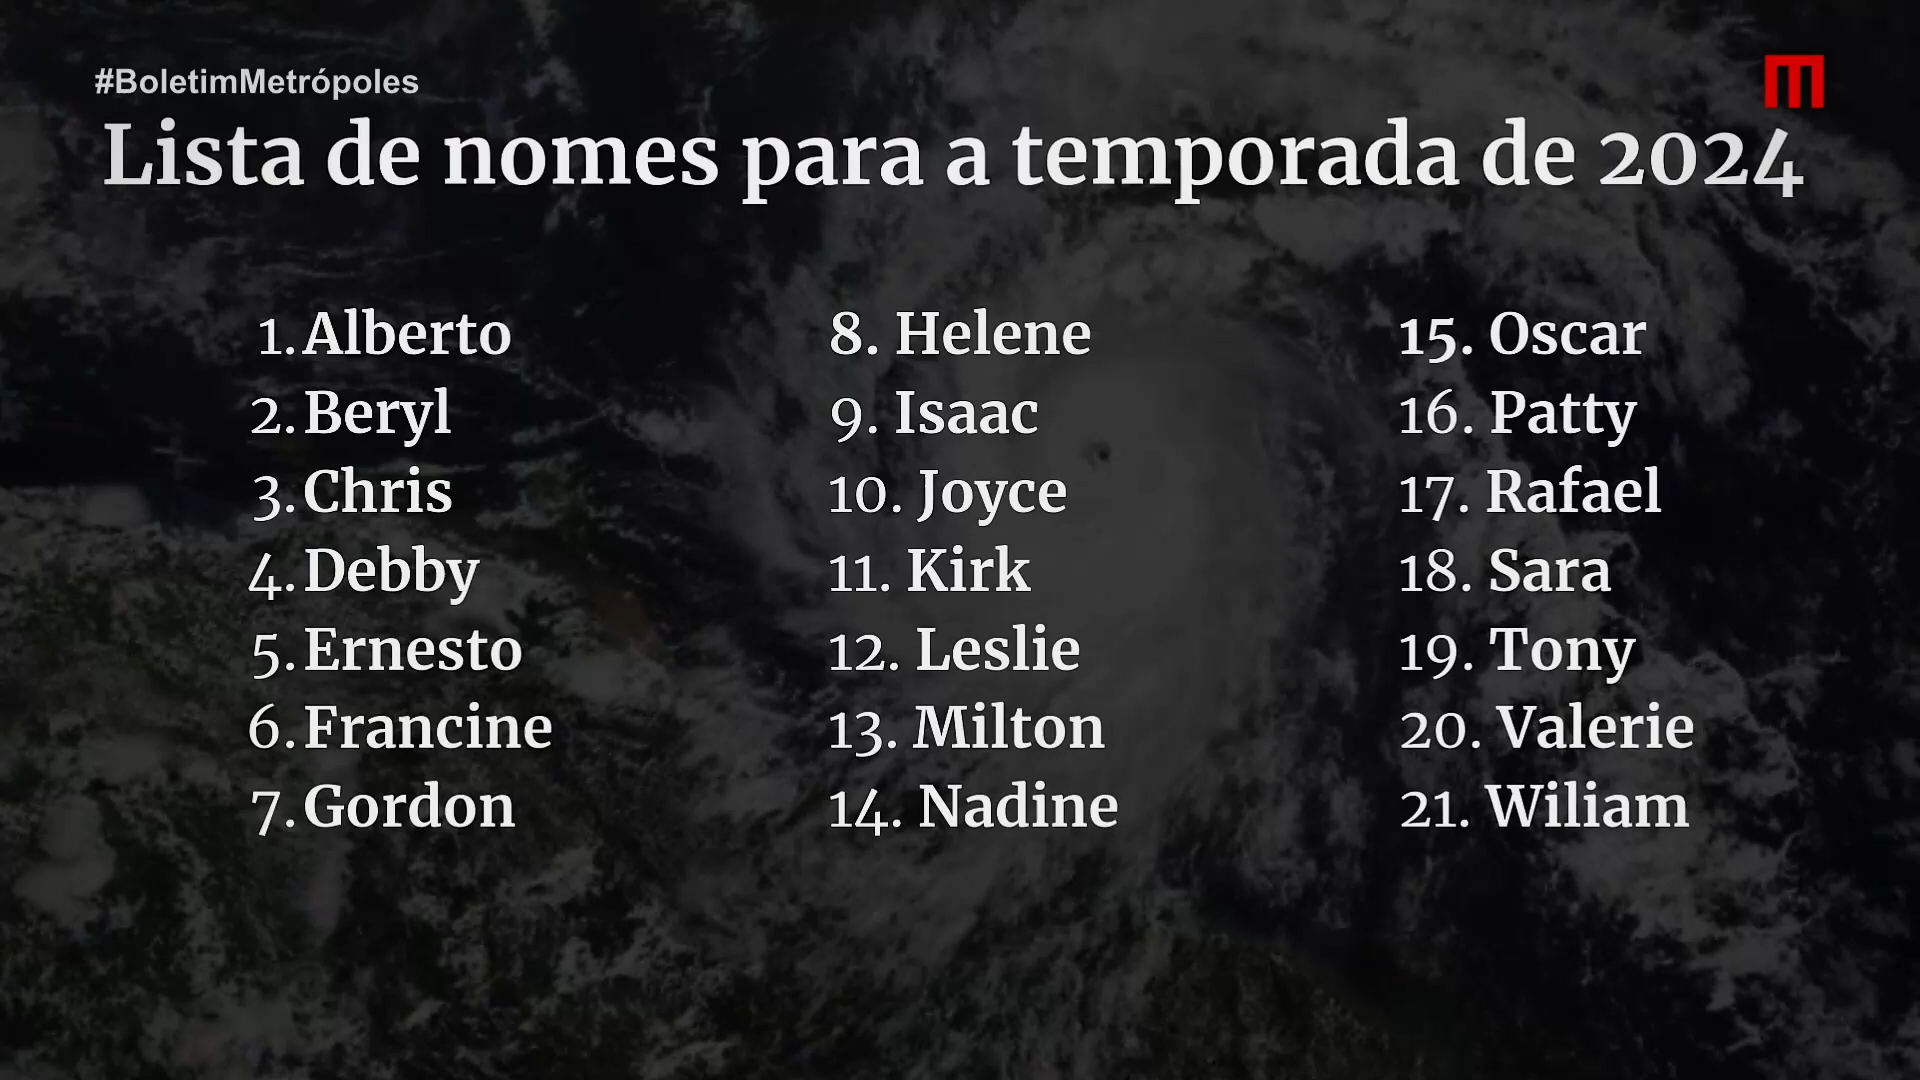 #BoletimMetrópoles
Lista de nomes para a temporada de 2024
1. Alberto
2. Beryl
3. Chris
4. Debby
5. Ernesto
6. Francine
7. Gordon
8. Helene
9. Isaac
10. Joyce
11. Kirk
12. Leslie
13. Milton
14. Nadine
15. Oscar
16. Patty
17. Rafael
18. Sara
19. Tony
20. Valerie
21. Wiliam